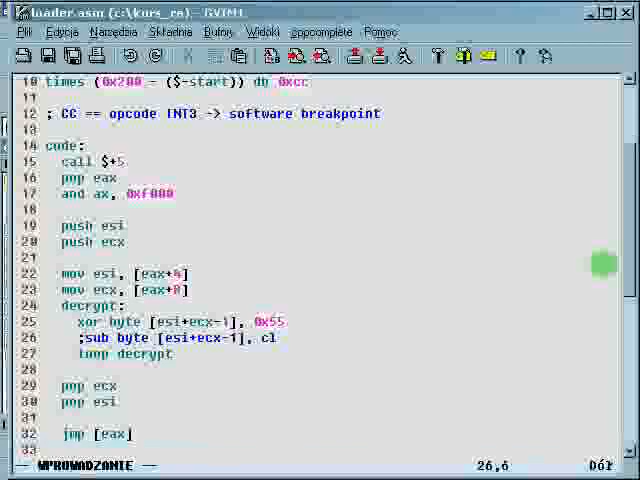 loader.asm (c:\kurs_ra) - GVIM1
Plik Edycja Narzędzia Składnia Bufory Widoki Popcomplete Pomoc
10 times (0x200 - ($-start)) db 0xcc
11
12 ; CC == opcode INT3 -> software breakpoint
13
14 code:
15 call $+5
16 pop eax
17 and ax, 0xf000
18
19 push esi
20 push ecx
21
22 mov esi, [eax+4]
23 mov ecx, [eax+8]
24 decrypt:
25 xor byte [esi+ecx-1], 0x55
26 ;sub byte [esi+ecx-1], cl
27 loop decrypt
28
29 pop ecx
30 pop esi
31
32 jmp [eax]
33
-- WPROWADZANIE -- 26,6 Dół